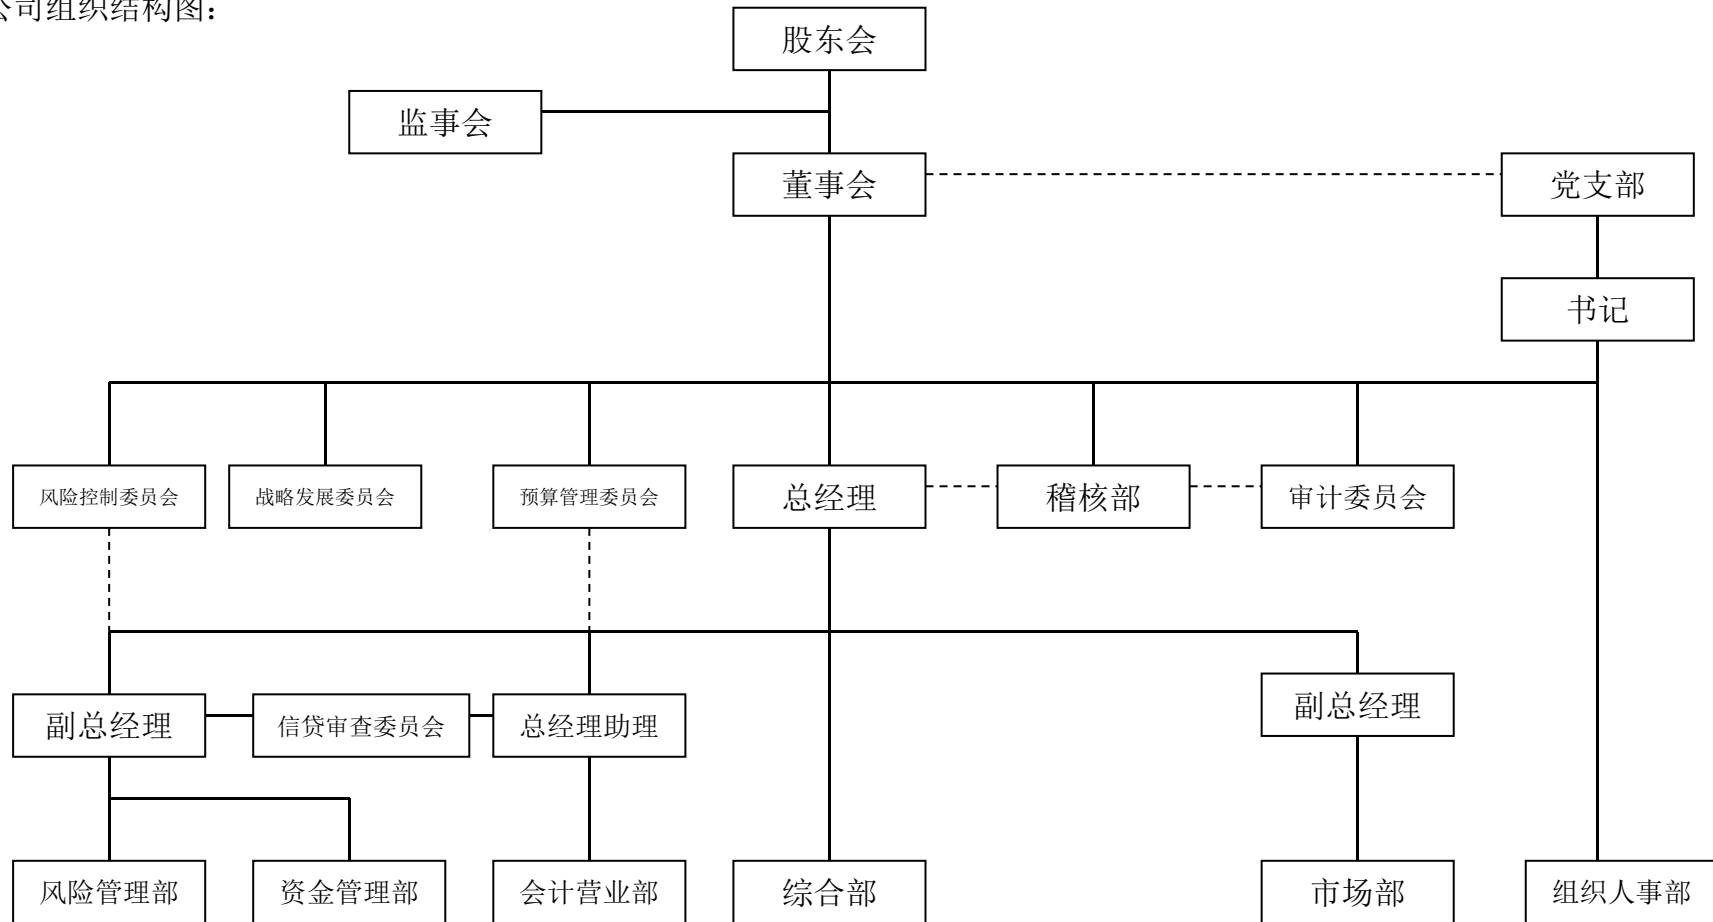 公司组织结构图：
股东会
监事会
董事会
党支部
书记
风险控制委员会
战略发展委员会
预算管理委员会
总经理
稽核部
审计委员会
副总经理
信贷审查委员会
总经理助理
副总经理
风险管理部
资金管理部
会计营业部
综合部
市场部
组织人事部